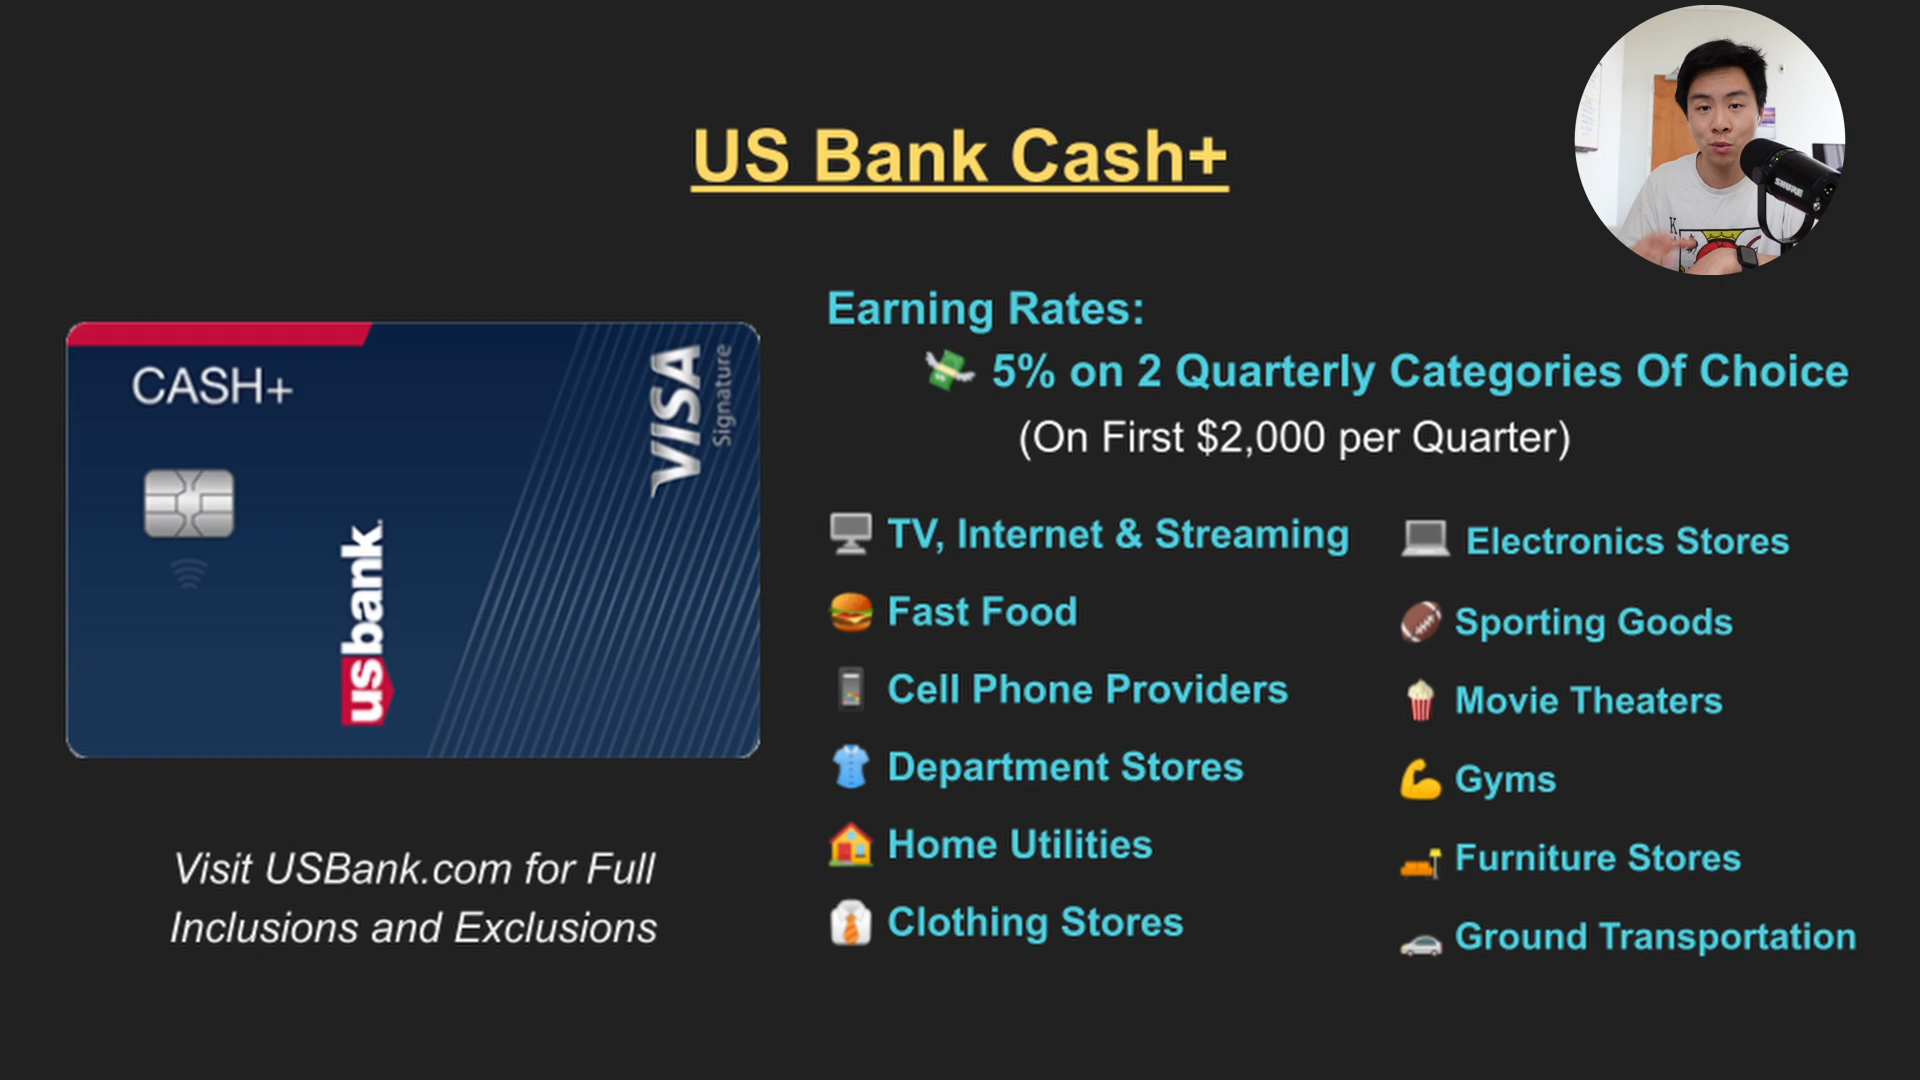 US Bank Cash+
CASH+
VISA
Signature
usbank
Visit USBank.com for Full
Inclusions and Exclusions
Earning Rates:
5% on 2 Quarterly Categories Of Choice
(On First $2,000 per Quarter)
TV, Internet & Streaming
Fast Food
Cell Phone Providers
Department Stores
Home Utilities
Clothing Stores
Electronics Stores
Sporting Goods
Movie Theaters
Gyms
Furniture Stores
Ground Transportation
SHURE
K